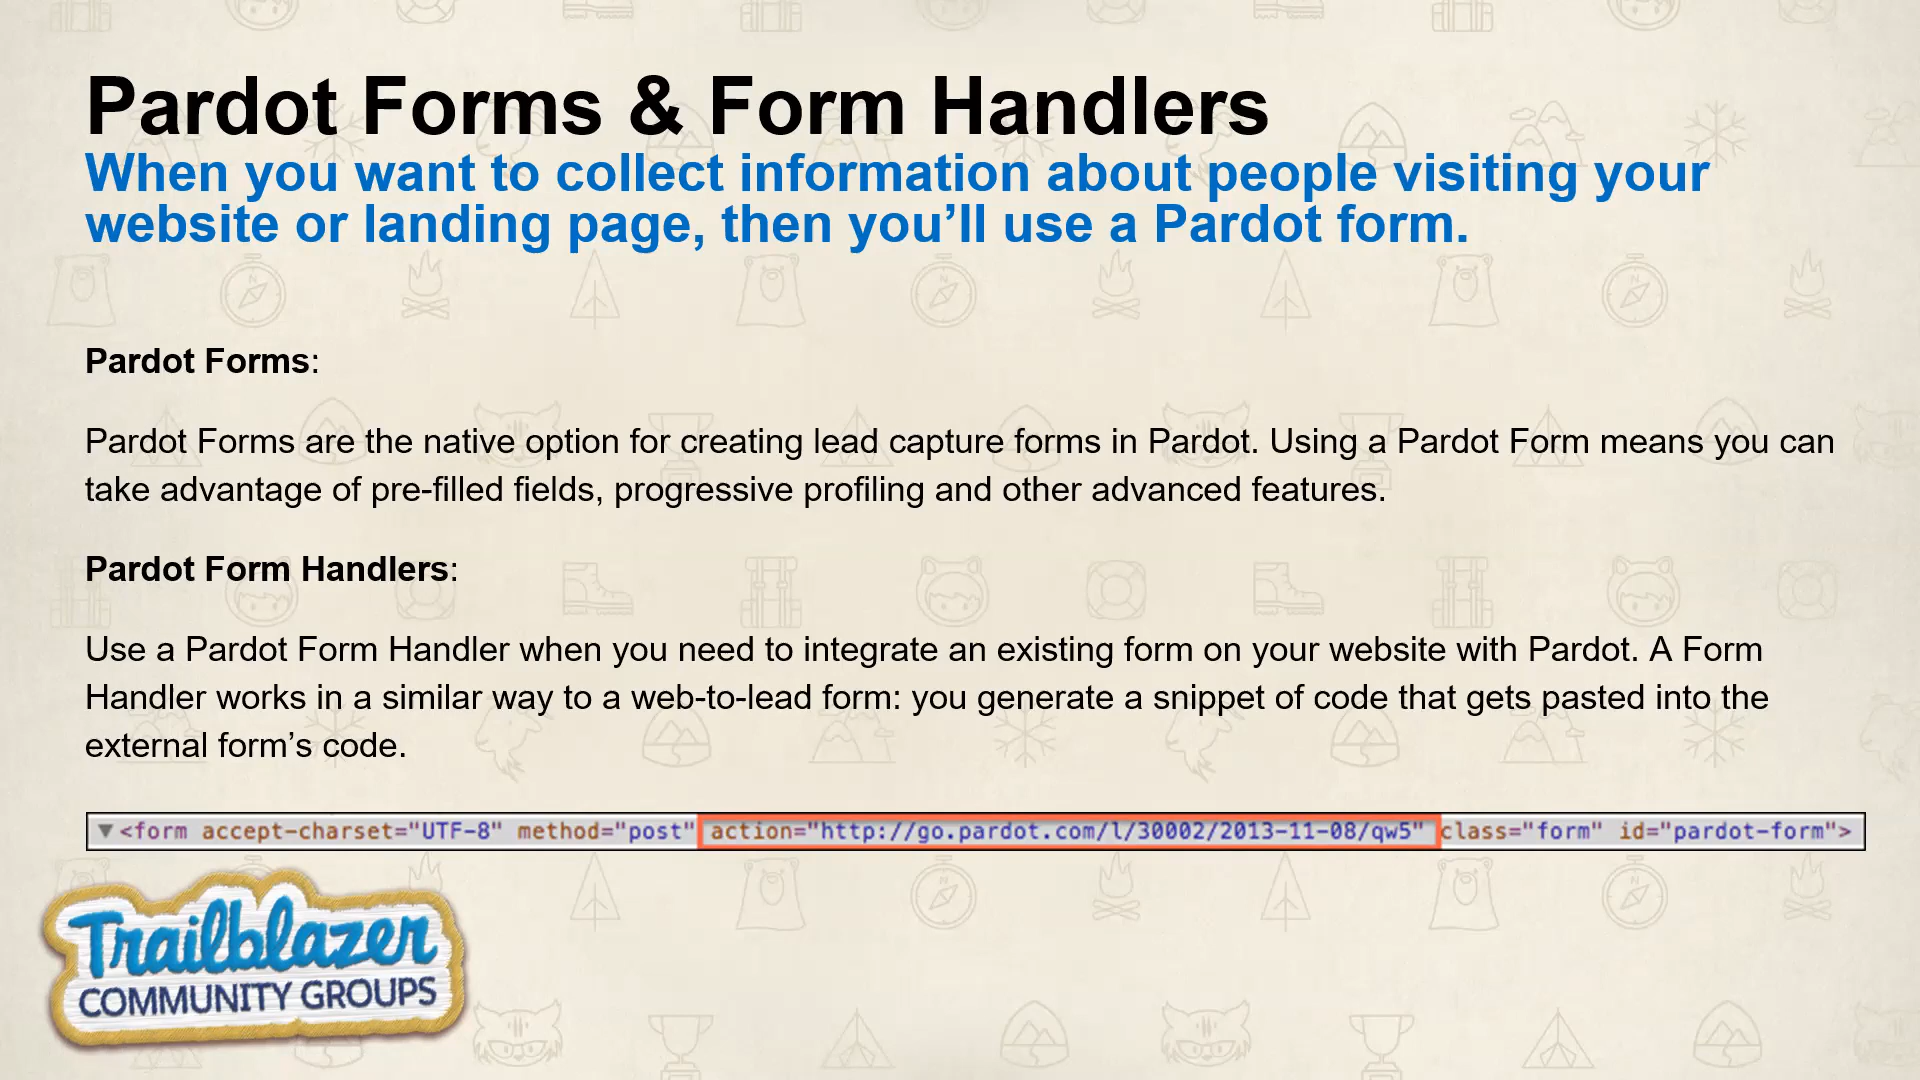 Pardot Forms & Form Handlers
When you want to collect information about people visiting your
website or landing page, then you’ll use a Pardot form.
Pardot Forms:
Pardot Forms are the native option for creating lead capture forms in Pardot. Using a Pardot Form means you can
take advantage of pre-filled fields, progressive profiling and other advanced features.
Pardot Form Handlers:
Use a Pardot Form Handler when you need to integrate an existing form on your website with Pardot. A Form
Handler works in a similar way to a web-to-lead form: you generate a snippet of code that gets pasted into the
external form’s code.
▼<form accept-charset="UTF-8" method="post" action="http://go.pardot.com/l/30002/2013-11-08/qw5" class="form" id="pardot-form">
Trailblazer
COMMUNITY GROUPS